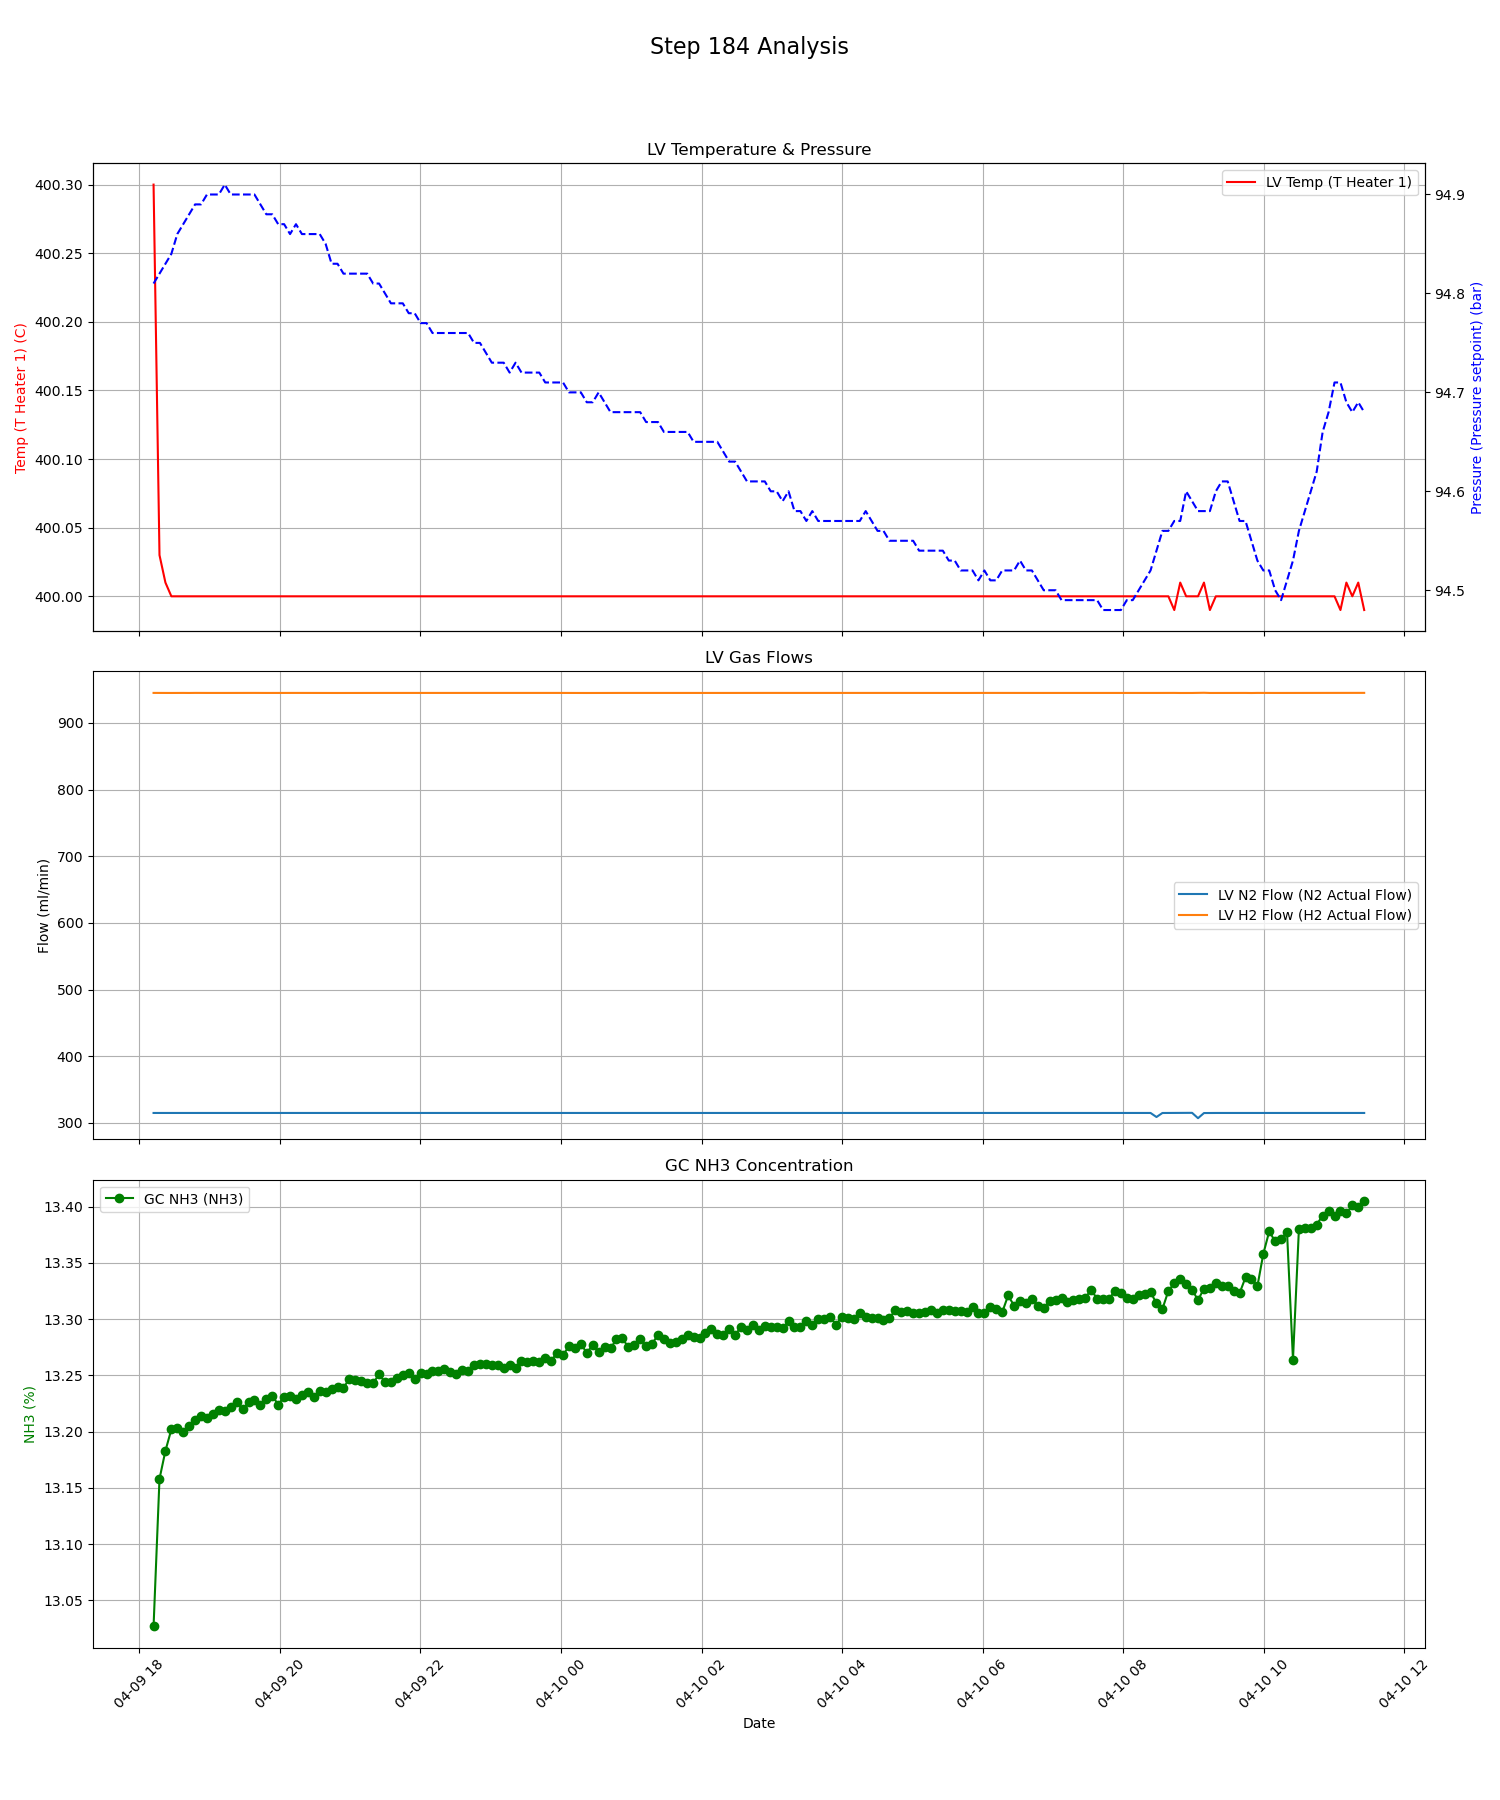 Step 184 Analysis
LV Temperature & Pressure
LV Temp (T Heater 1)
400.30
400.25
400.20
400.15
400.10
400.05
400.00
Temp (T Heater 1) (C)
94.9
94.8
94.7
94.6
94.5
Pressure (Pressure setpoint) (bar)
LV Gas Flows
900
800
700
600
500
400
300
Flow (ml/min)
LV N2 Flow (N2 Actual Flow)
LV H2 Flow (H2 Actual Flow)
GC NH3 Concentration
GC NH3 (NH3)
13.40
13.35
13.30
13.25
13.20
13.15
13.10
13.05
NH3 (%)
04-09 18
04-09 20
04-09 22
04-10 00
04-10 02
04-10 04
04-10 06
04-10 08
04-10 10
04-10 12
Date